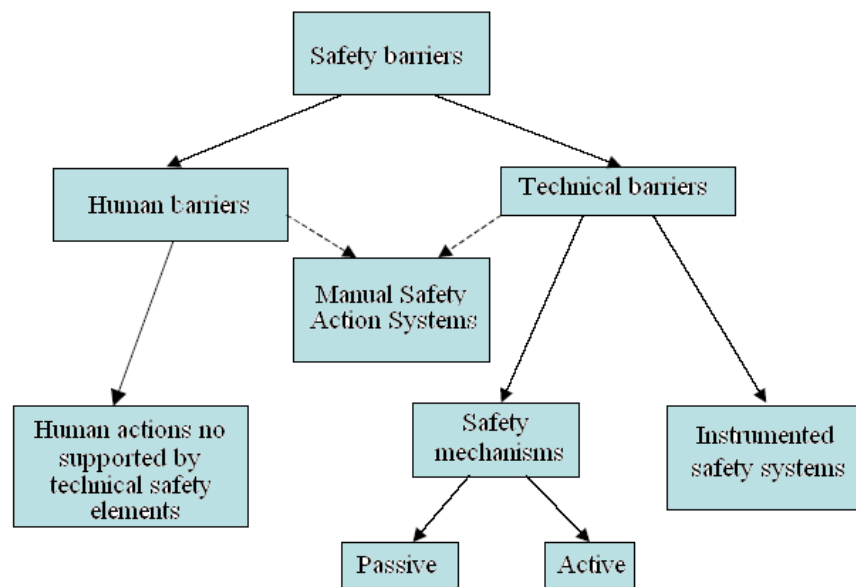 Safety barriers
Human barriers
Technical barriers
Manual Safety
Action Systems
Human actions no
supported by
technical safety
elements
Safety
mechanisms
Instrumented
safety systems
Passive
Active